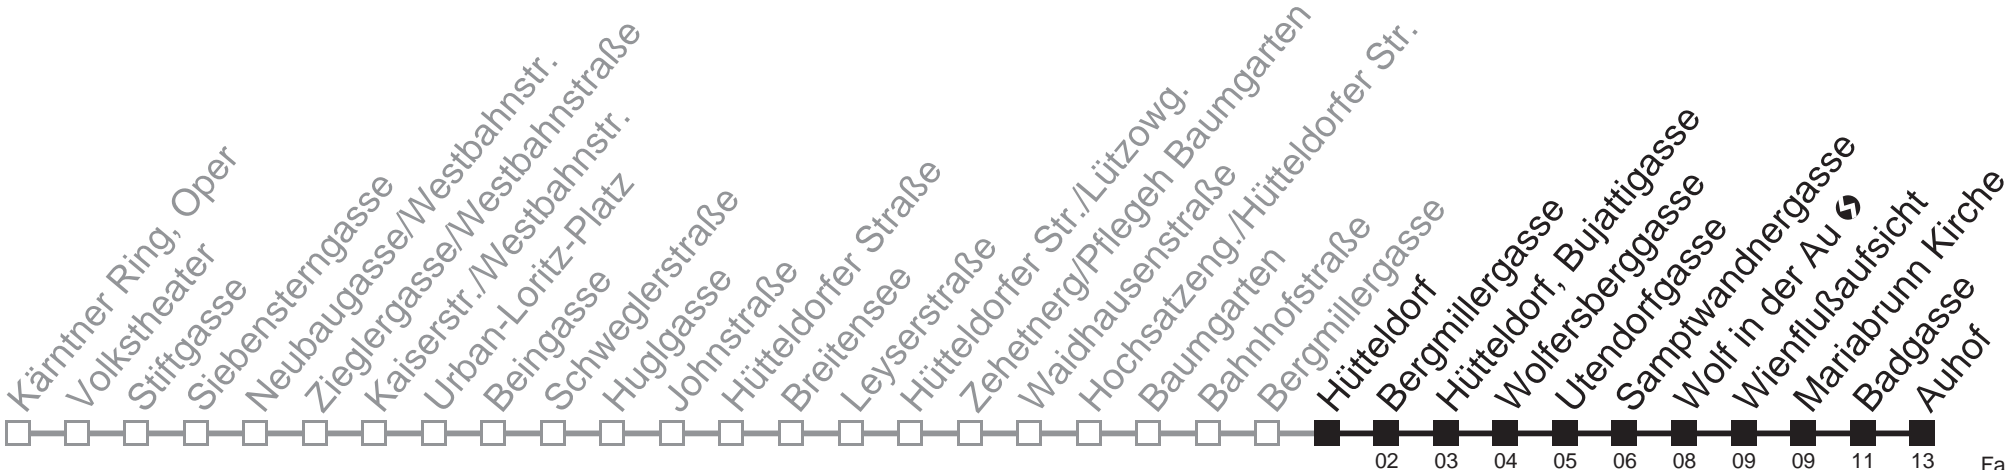 Kärntner Ring, Oper
Volkstheater
Stiftgasse
Siebensterngasse
Neubaugasse/Westbahnstr.
Zieglergasse/Westbahnstraße
Kaiserstr./Westbahnstr.
Urban-Loritz-Platz
Beingasse
Schweglerstraße
Huglgasse
Johnstraße
Hütteldorfer Straße
Breitensee
Leyserstraße
Hütteldorfer Str./Lützowg.
Zehetnerg/Pflegeh Baumgarten
Waidhausenstraße
Hochsatzeng./Hütteldorfer Str.
Baumgarten
Bahnhofstraße
Bergmillergasse
Hütteldorf
Bergmillergasse
Hütteldorf, Bujattigasse
Wolfersberggasse
Utendorfgasse
Samptwandnergasse
Wolf in der Au
Wienflußaufsicht
Mariabrunn Kirche
Badgasse
Auhof
02 03 04 05 06 08 09 09 11 13 Fa